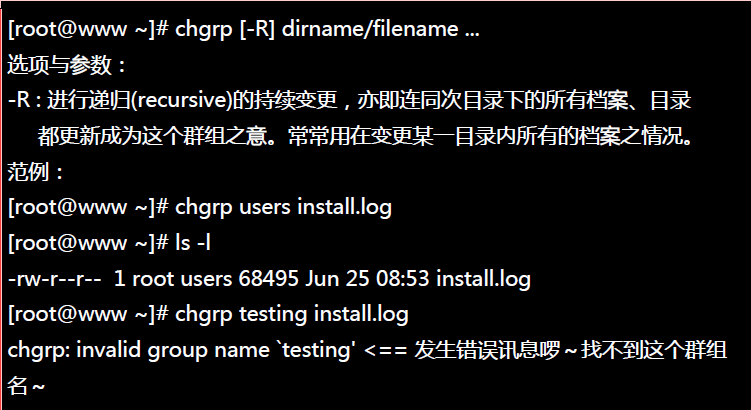 [root@www ~]# chgrp [-R] dirname/filename ...
选项与参数：
-R : 进行递归(recursive)的持续变更，亦即连同次目录下的所有档案、目录
都更新成为这个群组之意。常常用在变更某一目录内所有的档案之情况。
范例：
[root@www ~]# chgrp users install.log
[root@www ~]# ls -l
-rw-r--r--  1 root users 68495 Jun 25 08:53 install.log
[root@www ~]# chgrp testing install.log
chgrp: invalid group name `testing' <== 发生错误讯息啰～找不到这个群组
名～